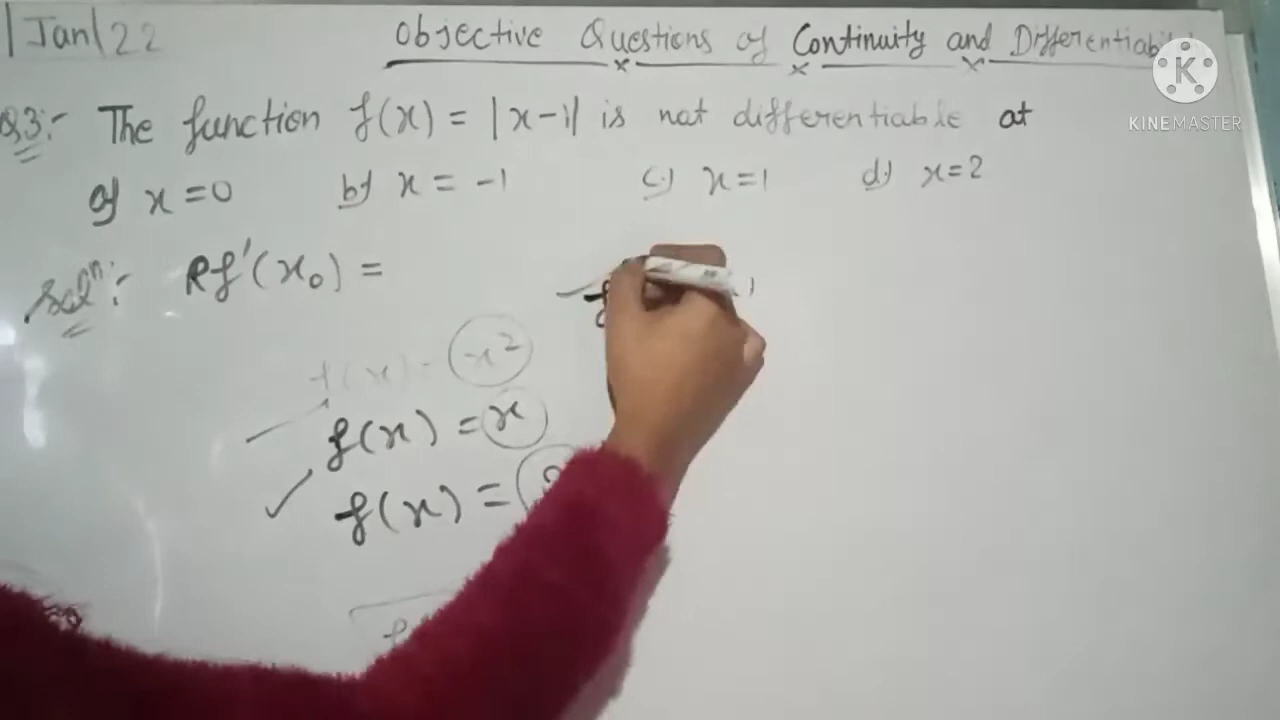 1 Jan 22 Objective Questions of Continuity and
K
KINEMASTER
Q3:- The function f(x) = |x-1| is not differentiable at
a) x = 0 b) x = -1 c) x = 1 d) x = 2
Solⁿ:- Rf'(x₀) =
f(x) = x²
f(x) = x
f(x) =